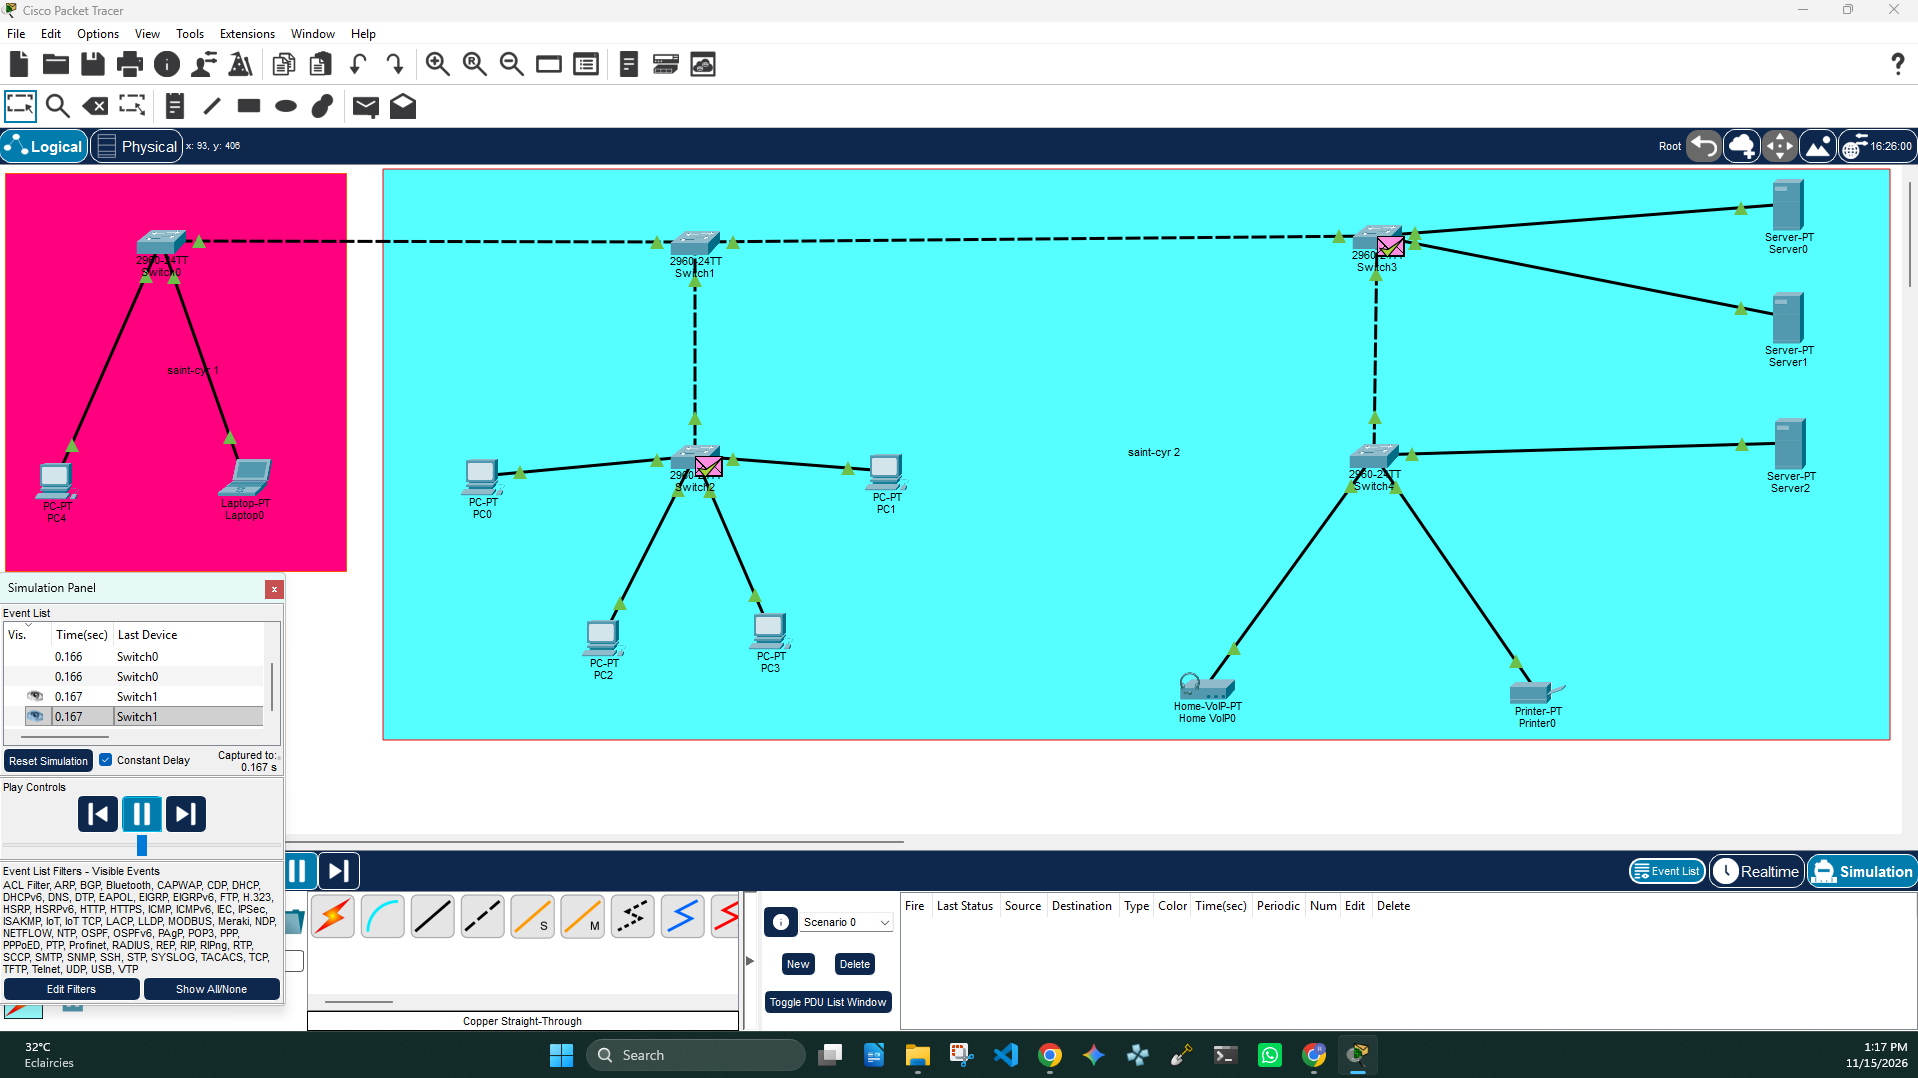 Cisco Packet Tracer
File Edit Options View Tools Extensions Window Help
Logical Physical x: 93, y: 406 Root 16:26:00
2960-24TT
Switch0
saint-cyr 1
PC-PT
PC4
Laptop-PT
Laptop0
2960-24TT
Switch1
PC-PT
PC0
Switch2
PC-PT
PC1
PC-PT
PC2
PC-PT
PC3
saint-cyr 2
Switch3
Server-PT
Server0
Server-PT
Server1
2960-24TT
Switch4
Server-PT
Server2
Home-VoIP-PT
Home VoIP0
Printer-PT
Printer0
Simulation Panel
x
Event List
Vis. Time(sec) Last Device
0.166 Switch0
0.166 Switch0
0.167 Switch1
0.167 Switch1
Reset Simulation Constant Delay Captured to:
0.167 s
Play Controls
Event List Filters - Visible Events
ACL Filter, ARP, BGP, Bluetooth, CAPWAP, CDP, DHCP,
DHCPv6, DNS, DTP, EAPOL, EIGRP, EIGRPv6, FTP, H.323,
HSRP, HSRPv6, HTTP, HTTPS, ICMP, ICMPv6, IEC, IPSec,
ISAKMP, IoT, IoT TCP, LACP, LLDP, MODBUS, Meraki, NDP,
NETFLOW, NTP, OSPF, OSPFv6, PAgP, POP3, PPP,
PPPoED, PTP, Profinet, RADIUS, REP, RIP, RIPng, RTP,
SCCP, SMTP, SNMP, SSH, STP, SYSLOG, TACACS, TCP,
TFTP, Telnet, UDP, USB, VTP
Edit Filters Show All/None
Event List Realtime Simulation
S M
Copper Straight-Through
Scenario 0
New Delete
Toggle PDU List Window
Fire Last Status Source Destination Type Color Time(sec) Periodic Num Edit Delete
32°C
Eclaircies
Search
1:17 PM
11/15/2026